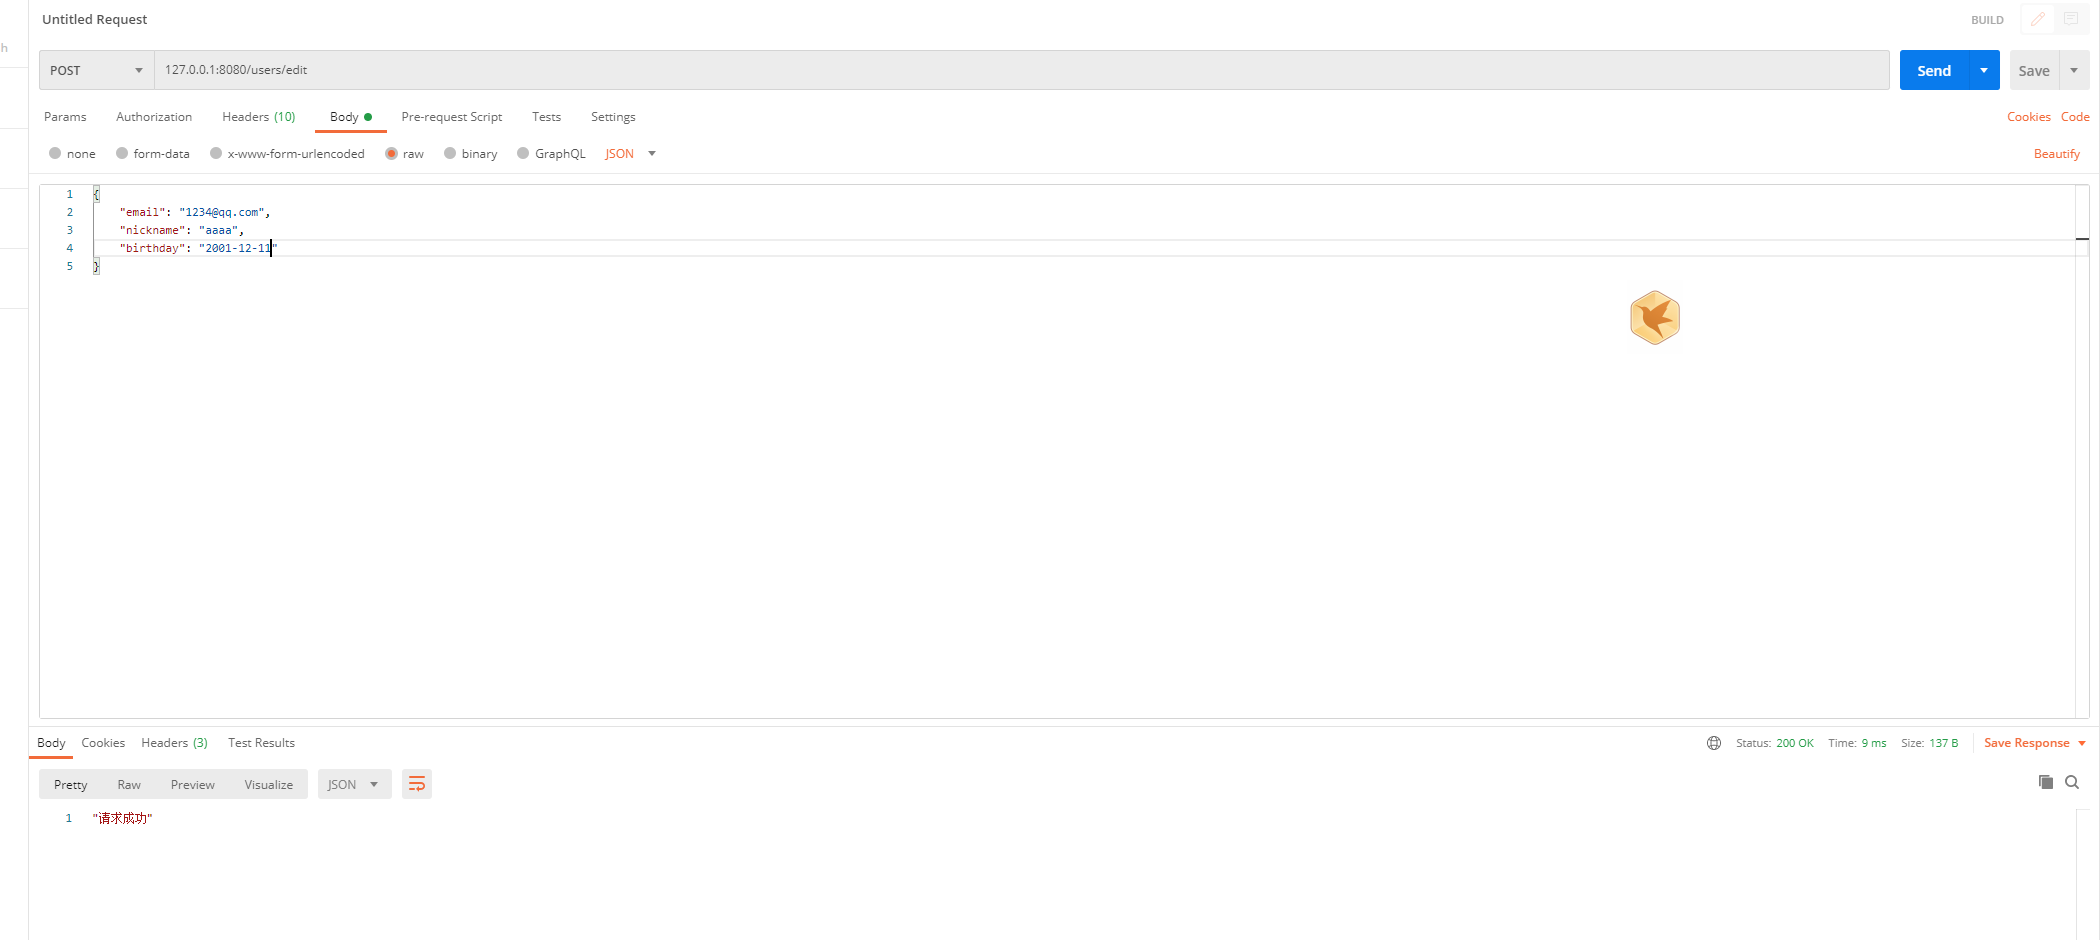 Untitled Request
BUILD
h
POST
127.0.0.1:8080/users/edit
Send
Save
Params Authorization Headers (10) Body Pre-request Script Tests Settings Cookies Code
none form-data x-www-form-urlencoded raw binary GraphQL JSON Beautify
1 {
2 "email": "1234@qq.com",
3 "nickname": "aaaa",
4 "birthday": "2001-12-11"
5 }
Body Cookies Headers (3) Test Results Status: 200 OK Time: 9 ms Size: 137 B Save Response
Pretty Raw Preview Visualize JSON
1 "请求成功"